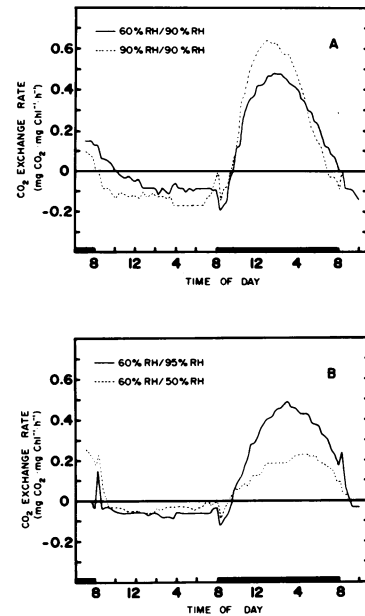 60% RH/90% RH
90% RH/90% RH
A
0.6
0.4
0.2
0
-0.2
CO₂ EXCHANGE RATE
(mg CO₂·mg Chl⁻¹·h⁻¹)
8 12 4 8 12 4 8
TIME OF DAY
60% RH/95% RH
60% RH/50% RH
B
0.6
0.4
0.2
0
-0.2
CO₂ EXCHANGE RATE
(mg CO₂·mg Chl⁻¹·h⁻¹)
8 12 4 8 12 4 8
TIME OF DAY